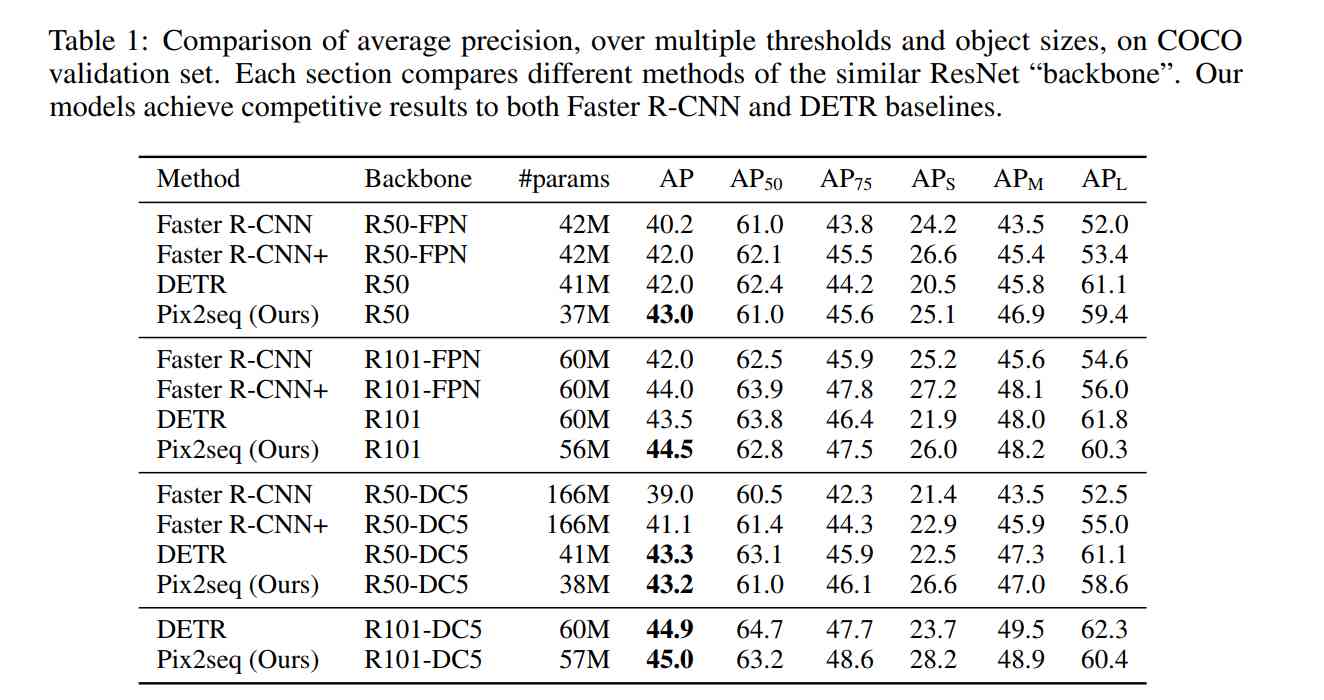 Table 1: Comparison of average precision, over multiple thresholds and object sizes, on COCO
validation set. Each section compares different methods of the similar ResNet “backbone”. Our
models achieve competitive results to both Faster R-CNN and DETR baselines.
Method Backbone #params AP AP50 AP75 APS APM APL
Faster R-CNN R50-FPN 42M 40.2 61.0 43.8 24.2 43.5 52.0
Faster R-CNN+ R50-FPN 42M 42.0 62.1 45.5 26.6 45.4 53.4
DETR R50 41M 42.0 62.4 44.2 20.5 45.8 61.1
Pix2seq (Ours) R50 37M 43.0 61.0 45.6 25.1 46.9 59.4
Faster R-CNN R101-FPN 60M 42.0 62.5 45.9 25.2 45.6 54.6
Faster R-CNN+ R101-FPN 60M 44.0 63.9 47.8 27.2 48.1 56.0
DETR R101 60M 43.5 63.8 46.4 21.9 48.0 61.8
Pix2seq (Ours) R101 56M 44.5 62.8 47.5 26.0 48.2 60.3
Faster R-CNN R50-DC5 166M 39.0 60.5 42.3 21.4 43.5 52.5
Faster R-CNN+ R50-DC5 166M 41.1 61.4 44.3 22.9 45.9 55.0
DETR R50-DC5 41M 43.3 63.1 45.9 22.5 47.3 61.1
Pix2seq (Ours) R50-DC5 38M 43.2 61.0 46.1 26.6 47.0 58.6
DETR R101-DC5 60M 44.9 64.7 47.7 23.7 49.5 62.3
Pix2seq (Ours) R101-DC5 57M 45.0 63.2 48.6 28.2 48.9 60.4